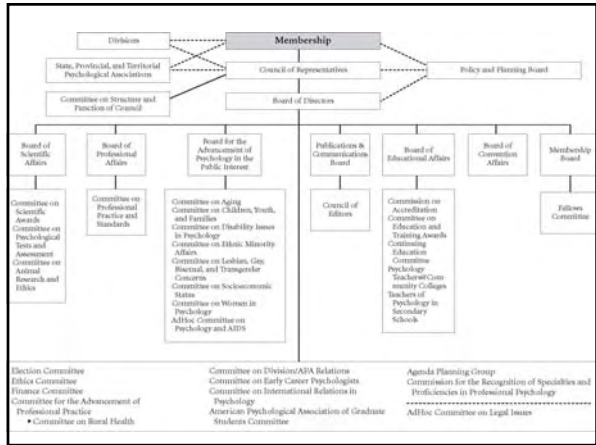 Divisions
Membership
State, Provincial, and Territorial
Psychological Associations
Council of Representatives
Policy and Planning Board
Committee on Structure and
Function of Council
Board of Directors
Board of
Scientific
Affairs
Board of
Professional
Affairs
Board for the
Advancement of
Psychology in the
Public Interest
Publications &
Communications
Board
Board of
Educational Affairs
Board of
Convention Affairs
Membership
Board
Committee on
Scientific
Awards
Committee on
Psychological
Tests and
Assessment
Committee on
Animal
Research and
Ethics
Committee on
Professional
Practice and
Standards
Committee on Aging
Committee on Children, Youth,
and Families
Committee on Disability Issues
in Psychology
Committee on Ethnic Minority
Affairs
Committee on Lesbian, Gay,
Bisexual, and Transgender
Concerns
Committee on Socioeconomic
Status
Committee on Women in
Psychology
AdHoc Committee on
Psychology and AIDS
Council of
Editors
Commission on
Accreditation
Committee on
Education and
Training Awards
Continuing
Education
Committee
Psychology
Teachers@Com
munity Colleges
Teachers of
Psychology in
Secondary
Schools
Fellows
Committee
Election Committee
Ethics Committee
Finance Committee
Committee for the Advancement of
Professional Practice
• Committee on Rural Health
Committee on Division/APA Relations
Committee on Early Career Psychologists
Committee on International Relations in
Psychology
American Psychological Association of Graduate
Students Committee
Agenda Planning Group
Commission for the Recognition of Specialties and
Proficiencies in Professional Psychology
AdHoc Committee on Legal Issues